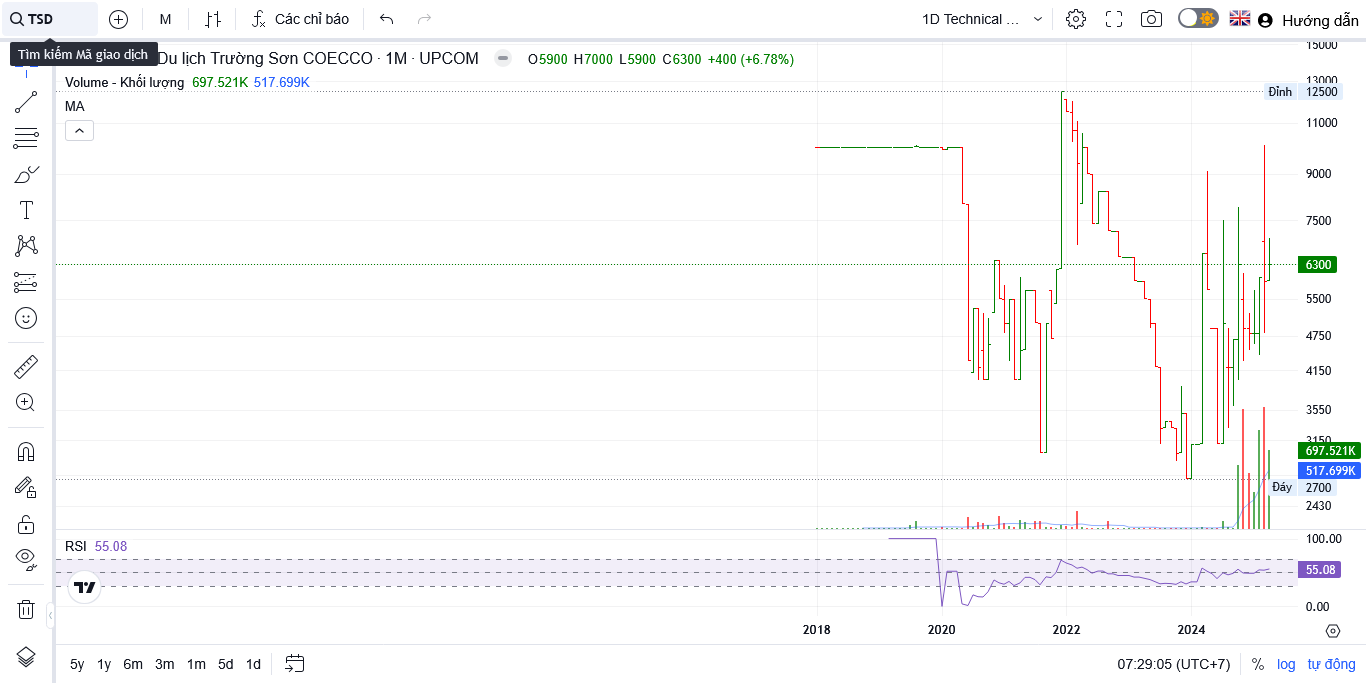 TSD M Các chỉ báo 1D Technical ... Hướng dẫn
Tìm kiếm Mã giao dịch
Du lịch Trường Sơn COECCO · 1M · UPCOM O5900 H7000 L5900 C6300 +400 (+6.78%)
Volume - Khối lượng 697.521K 517.699K
MA
15000
13000
Đỉnh 12500
11000
9000
7500
6300
5500
4750
4150
3550
3150
697.521K
517.699K
Đáy 2700
2430
RSI 55.08
100.00
55.08
0.00
2018 2020 2022 2024
5y 1y 6m 3m 1m 5d 1d 07:29:05 (UTC+7) % log tự động